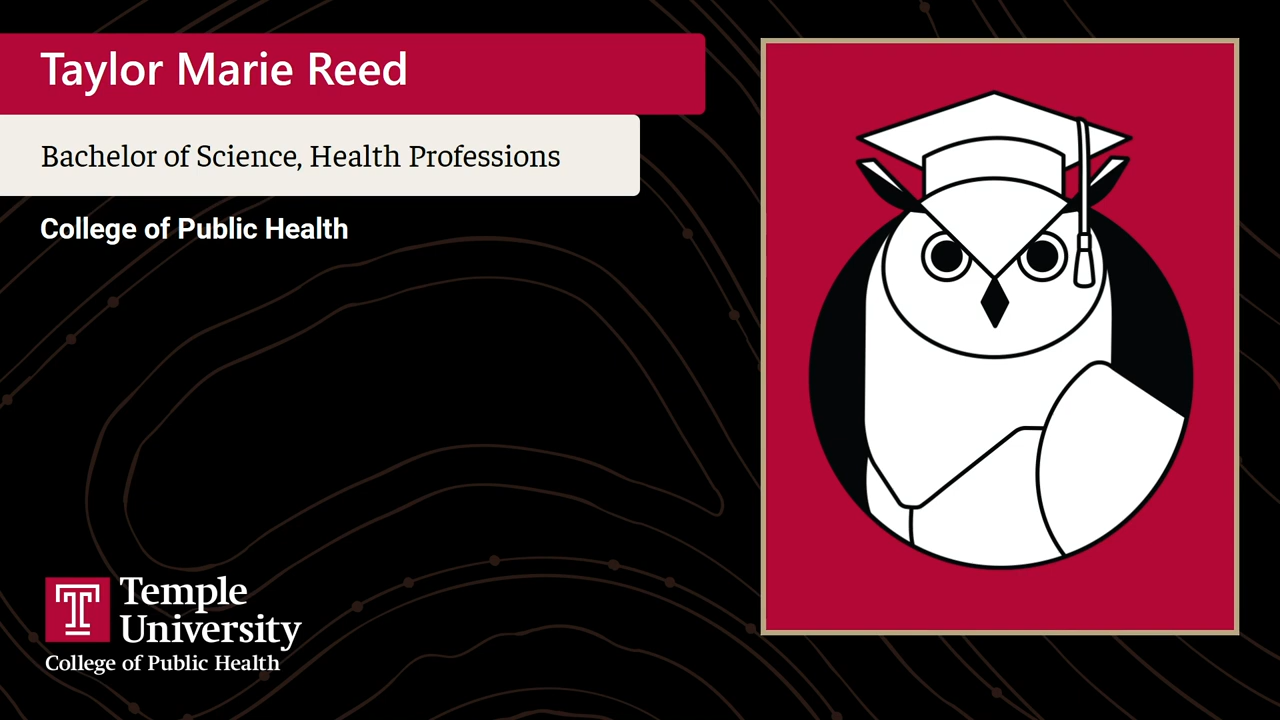 Taylor Marie Reed
Bachelor of Science, Health Professions
College of Public Health
T Temple
University
College of Public Health